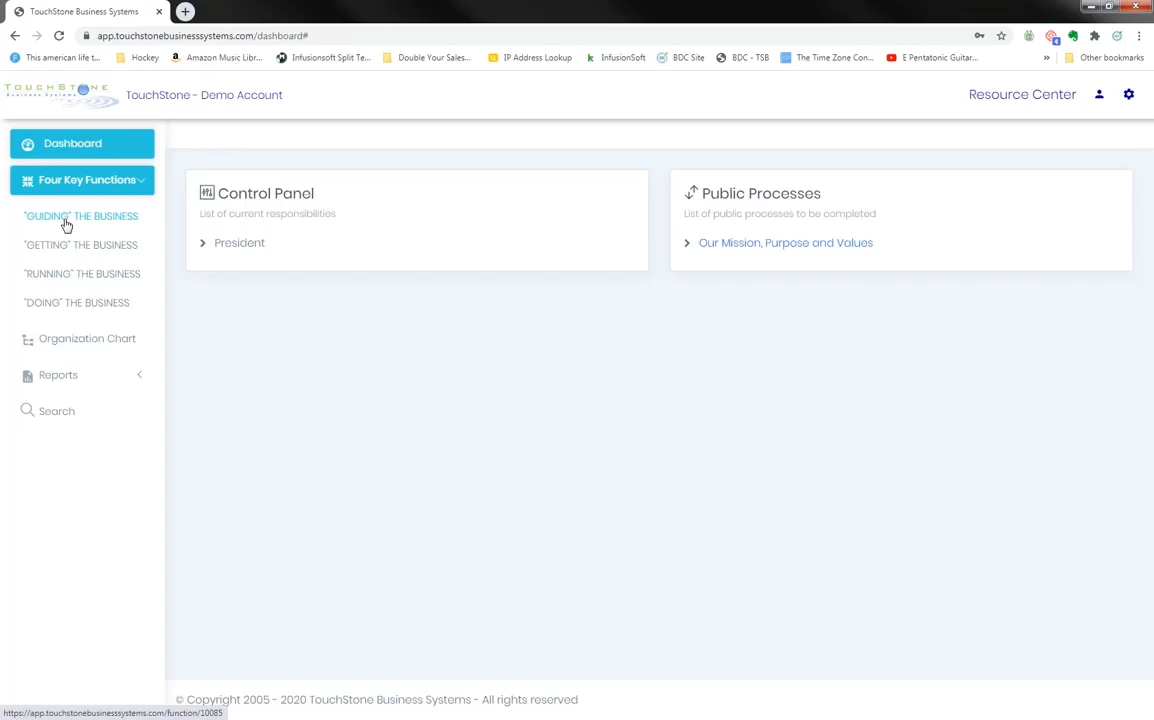 TouchStone Business Systems
app.touchstonebusinesssystems.com/dashboard#
This american life t...
Hockey
Amazon Music Libr...
Infusionsoft Split Te...
Double Your Sales...
IP Address Lookup
InfusionSoft
BDC Site
BDC - TSB
The Time Zone Con...
E Pentatonic Guitar...
»
Other bookmarks
TOUCHSTONE
Business Systems
TouchStone - Demo Account
Resource Center
Dashboard
Four Key Functions
"GUIDING" THE BUSINESS
"GETTING" THE BUSINESS
"RUNNING" THE BUSINESS
"DOING" THE BUSINESS
Organization Chart
Reports
Search
Control Panel
List of current responsibilities
President
Public Processes
List of public processes to be completed
Our Mission, Purpose and Values
© Copyright 2005 - 2020 TouchStone Business Systems - All rights reserved
https://app.touchstonebusinesssystems.com/function/10085